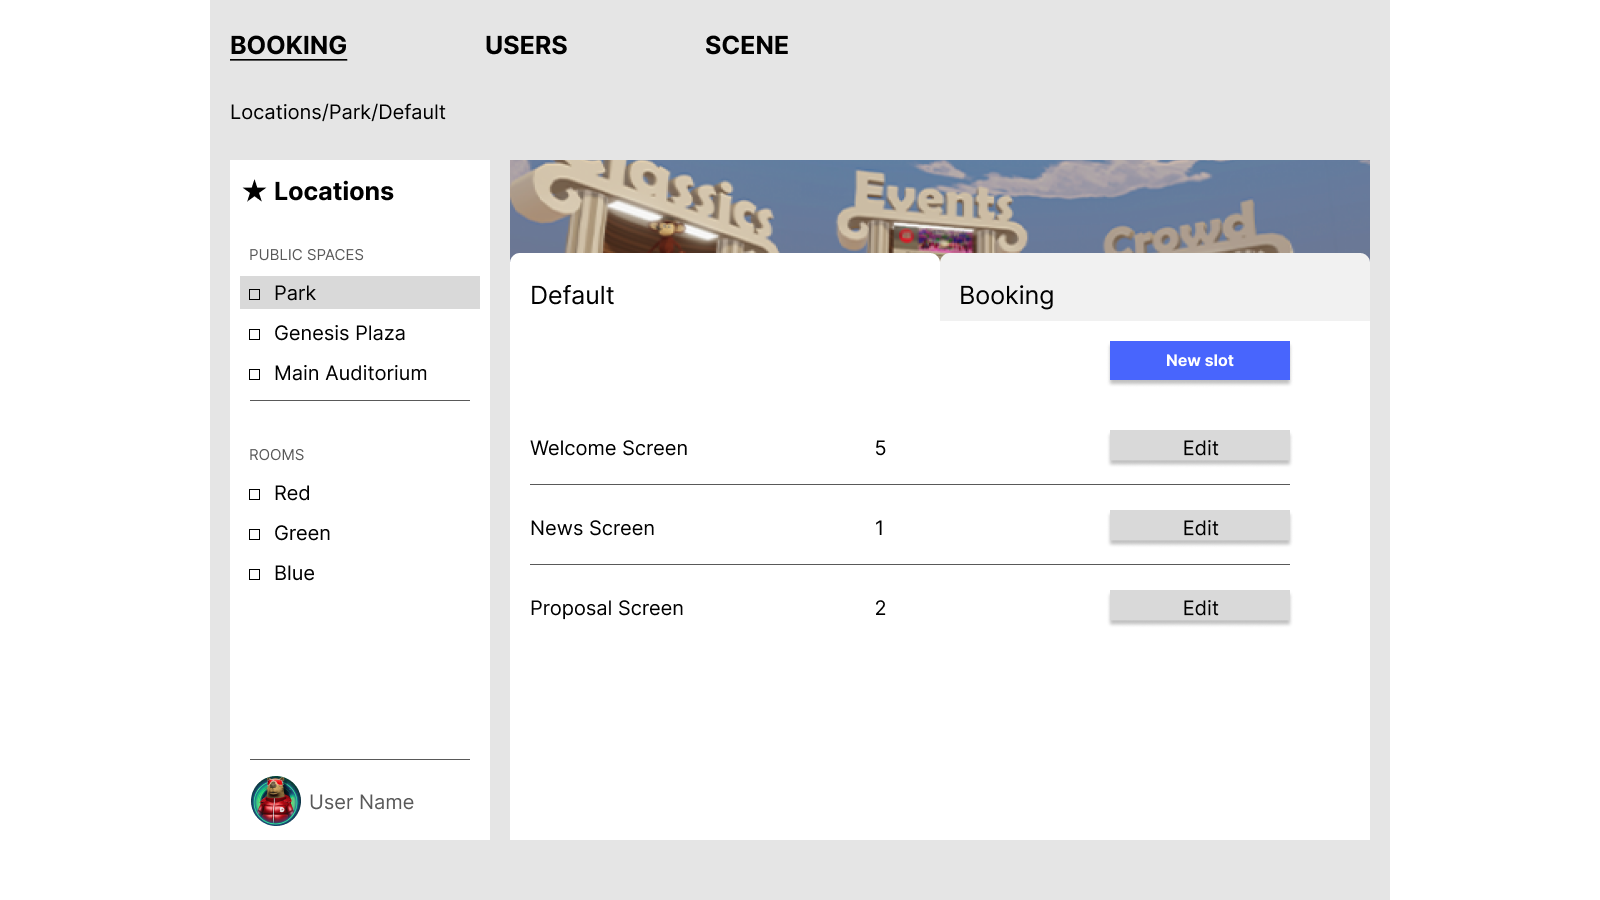 BOOKING USERS SCENE
Locations/Park/Default
★ Locations
PUBLIC SPACES
Park
Genesis Plaza
Main Auditorium
ROOMS
Red
Green
Blue
User Name
Classics Events Crowd
Default Booking
New slot
Welcome Screen 5 Edit
News Screen 1 Edit
Proposal Screen 2 Edit